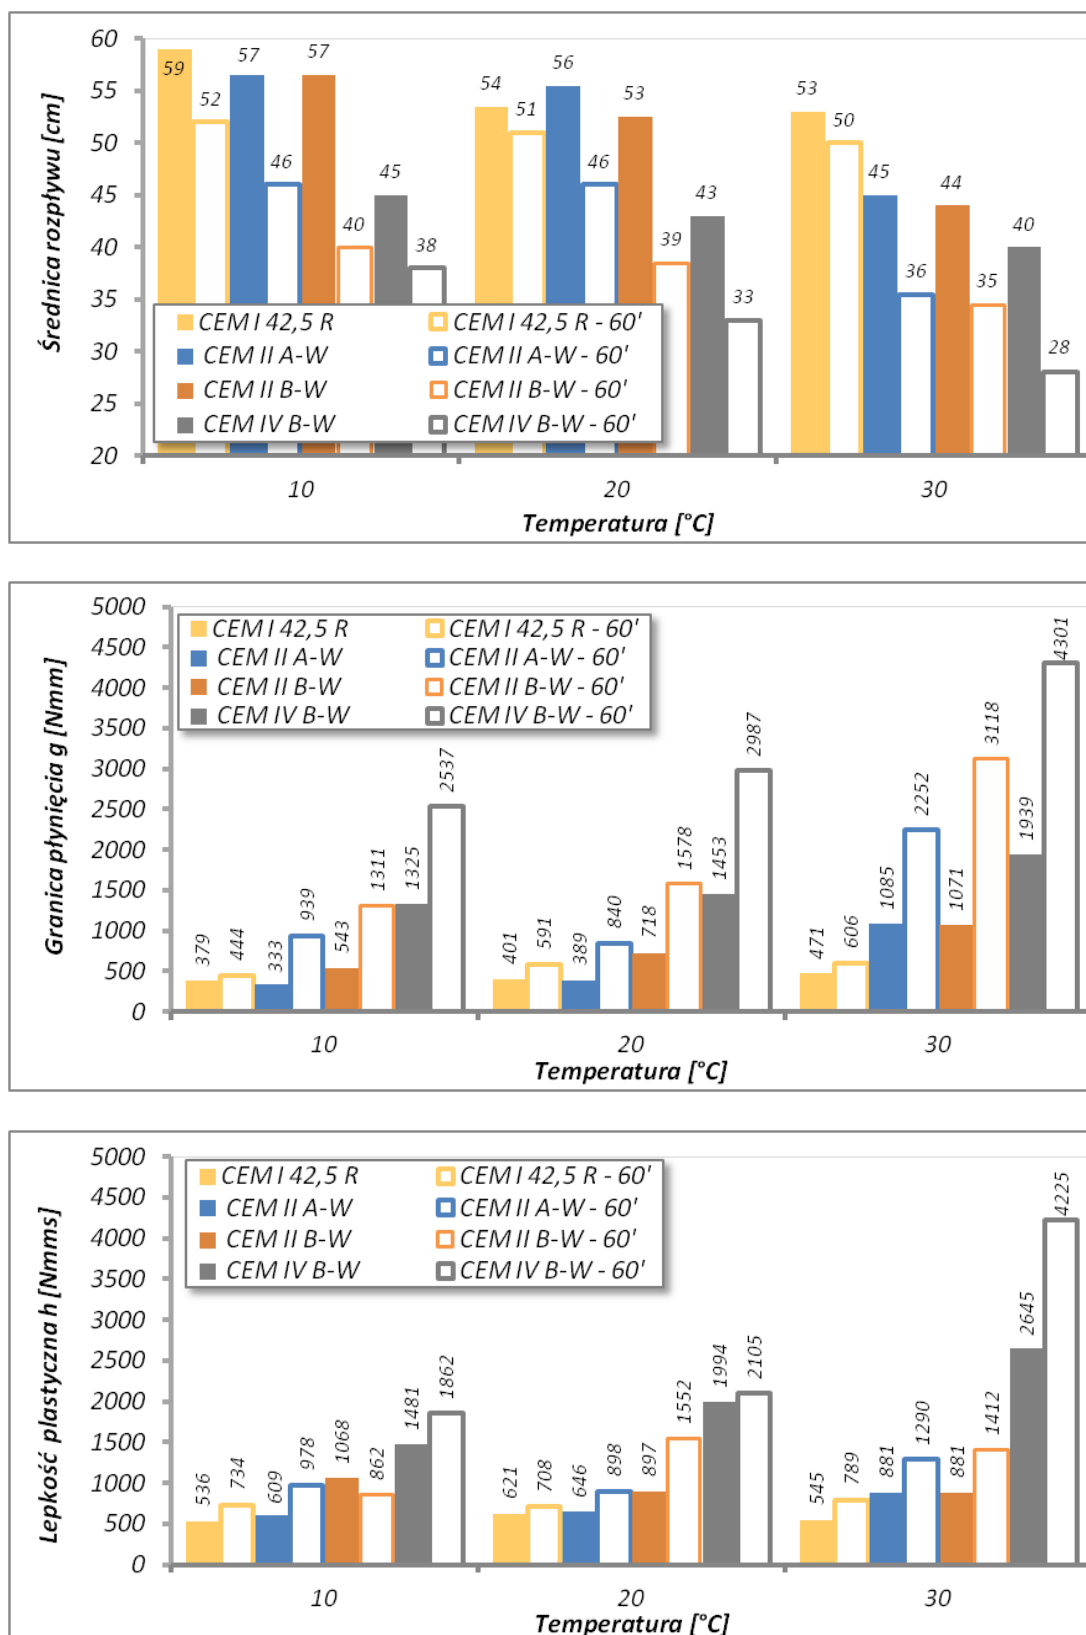 60
55
50
45
40
35
30
25
20
Średnica rozpływu [cm]
59 52 57 46 57 40 45 38
54 51 56 46 53 39 43 33
53 50 45 36 44 35 40 28
CEM I 42,5 R CEM I 42,5 R - 60'
CEM II A-W CEM II A-W - 60'
CEM II B-W CEM II B-W - 60'
CEM IV B-W CEM IV B-W - 60'
10 20 30
Temperatura [°C]
5000
4500
4000
3500
3000
2500
2000
1500
1000
500
0
Granica płynięcia g [Nmm]
CEM I 42,5 R CEM I 42,5 R - 60'
CEM II A-W CEM II A-W - 60'
CEM II B-W CEM II B-W - 60'
CEM IV B-W CEM IV B-W - 60'
379 444 333 939 543 1311 1325 2537
401 591 389 840 718 1578 1453 2987
471 606 1085 2252 1071 3118 1939 4301
10 20 30
Temperatura [°C]
5000
4500
4000
3500
3000
2500
2000
1500
1000
500
0
Lepkość plastyczna h [Nmms]
CEM I 42,5 R CEM I 42,5 R - 60'
CEM II A-W CEM II A-W - 60'
CEM II B-W CEM II B-W - 60'
CEM IV B-W CEM IV B-W - 60'
536 734 609 978 1068 862 1481 1862
621 708 646 898 897 1552 1994 2105
545 789 881 1290 881 1412 2645 4225
10 20 30
Temperatura [°C]